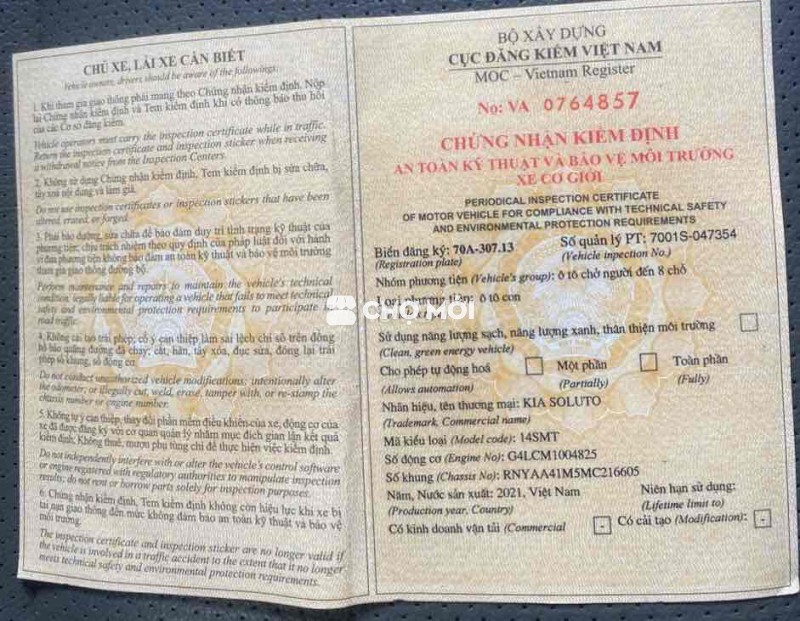 CHỦ XE, LÁI XE CẦN BIẾT
Vehicle owners, drivers should be aware of the followings:
1. Khi tham gia giao thông phải mang theo Chứng nhận kiểm định. Nộp
lại Chứng nhận kiểm định và Tem kiểm định khi có thông báo thu hồi
của các Cơ sở đăng kiểm.
Vehicle operators must carry the inspection certificate while in traffic.
Return the inspection certificate and inspection sticker when receiving
a withdrawal notice from the Inspection Centers.
2. Không sử dụng Chứng nhận kiểm định, Tem kiểm định bị sửa chữa,
tẩy xóa nội dung và làm giả.
Do not use inspection certificates or inspection stickers that have been
altered, erased, or forged.
3. Phải bảo dưỡng, sửa chữa để bảo đảm duy trì tình trạng kỹ thuật của
phương tiện; chịu trách nhiệm theo quy định của pháp luật đối với hành
vi đưa phương tiện không bảo đảm an toàn kỹ thuật và bảo vệ môi trường
tham gia giao thông đường bộ.
Perform maintenance and repairs to maintain the vehicle's technical
condition, legally liable for operating a vehicle that fails to meet technical
safety and environmental protection requirements to participate in
road traffic.
4. Không cải tạo trái phép; cố ý can thiệp làm sai lệch chỉ số trên đồng
hồ báo quãng đường đã chạy; cắt, hàn, tẩy xóa, đục sửa, đóng lại trái
phép số khung, số động cơ.
Do not conduct unauthorized vehicle modifications; intentionally alter
the odometer; or illegally cut, weld, erase, tamper with, or re-stamp the
chassis number or engine number.
5. Không tự ý can thiệp, thay đổi phần mềm điều khiển của xe, động cơ của
xe đã được đăng ký với cơ quan quản lý nhằm mục đích gian lận kết quả
kiểm định; Không thuê, mượn phụ tùng chỉ để thực hiện việc kiểm định.
Do not independently interfere with or alter the vehicle's control software
or engine registered with regulatory authorities to manipulate inspection
results; do not rent or borrow parts solely for inspection purposes.
6. Chứng nhận kiểm định, Tem kiểm định không còn hiệu lực khi xe bị
tai nạn giao thông đến mức không đảm bảo an toàn kỹ thuật và bảo vệ
môi trường.
The inspection certificate and inspection sticker are no longer valid if
the vehicle is involved in a traffic accident to the extent that it no longer
meets technical safety and environmental protection requirements.
BỘ XÂY DỰNG
CỤC ĐĂNG KIỂM VIỆT NAM
MOC – Vietnam Register
No: VA 0764857
CHỨNG NHẬN KIỂM ĐỊNH
AN TOÀN KỸ THUẬT VÀ BẢO VỆ MÔI TRƯỜNG
XE CƠ GIỚI
PERIODICAL INSPECTION CERTIFICATE
OF MOTOR VEHICLE FOR COMPLIANCE WITH TECHNICAL SAFETY
AND ENVIRONMENTAL PROTECTION REQUIREMENTS
Biển đăng ký: 70A-307.13 Số quản lý PT: 7001S-047354
(Registration plate) (Vehicle inpection No.)
Nhóm phương tiện (Vehicle's group): ô tô chở người đến 8 chỗ
Loại phương tiện: ô tô con
CHỢ MỚI
Sử dụng năng lượng sạch, năng lượng xanh, thân thiện môi trường
(Clean, green energy vehicle)
Cho phép tự động hoá Một phần Toàn phần
(Allows automation) (Partially) (Fully)
Nhãn hiệu, tên thương mại: KIA SOLUTO
(Trademark, Commercial name)
Mã kiểu loại (Model code): 14SMT
Số động cơ (Engine No): G4LCM1004825
Số khung (Chassis No): RNYAA41M5MC216605
Năm, Nước sản xuất: 2021, Việt Nam Niên hạn sử dụng:
(Production year, Country) (Lifetime limit to)
Có kinh doanh vận tải (Commercial - Có cải tạo (Modification): -